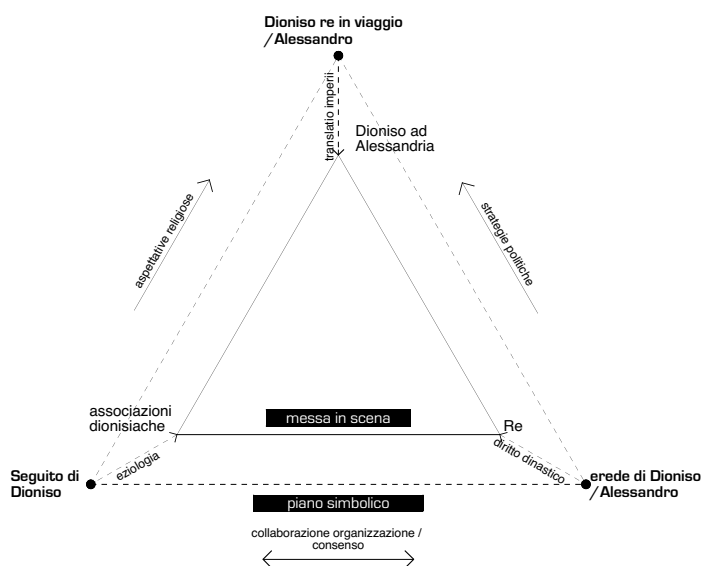 Dioniso re in viaggio
/Alessandro
translatio imperii
Dioniso ad
Alessandria
aspettative religiose
strategie politiche
associazioni
dionisiache
messa in scena
Re
eziologia
diritto dinastico
Seguito di
Dioniso
erede di Dioniso
/Alessandro
piano simbolico
collaborazione organizzazione /
consenso